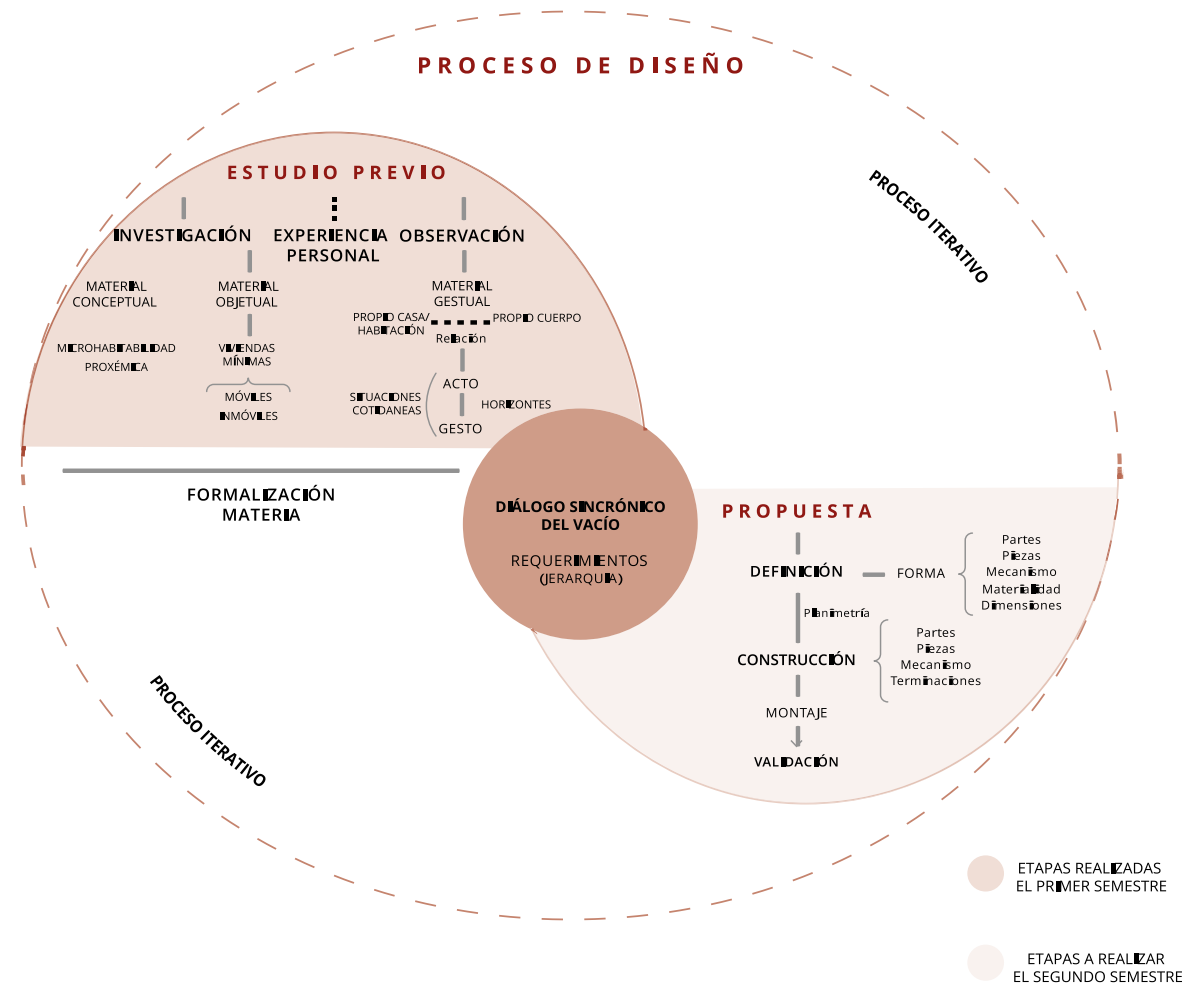 PROCESO DE DISEÑO
PROCESO ITERATIVO
ESTUDIO PREVIO
INVESTIGACIÓN
EXPERIENCIA
PERSONAL
OBSERVACIÓN
MATERIAL
CONCEPTUAL
MATERIAL
OBJETUAL
MATERIAL
GESTUAL
PROPIO CASA/
HABITACIÓN
PROPIO CUERPO
Relación
MICROHABITABILIDAD
PROXÉMICA
VIVIENDAS
MÍNIMAS
MÓVILES
INMÓVILES
ACTO
SITUACIONES
COTIDANEAS
HORIZONTES
GESTO
FORMALIZACIÓN
MATERIA
DIÁLOGO SINCRÓNICO
DEL VACÍO
REQUERIMIENTOS
(JERARQUIA)
PROPUESTA
DEFINICIÓN
FORMA
Partes
Piezas
Mecanismo
Materialidad
Dimensiones
Planimetría
CONSTRUCCIÓN
Partes
Piezas
Mecanismo
Terminaciones
MONTAJE
VALIDACIÓN
PROCESO ITERATIVO
ETAPAS REALIZADAS
EL PRIMER SEMESTRE
ETAPAS A REALIZAR
EL SEGUNDO SEMESTRE